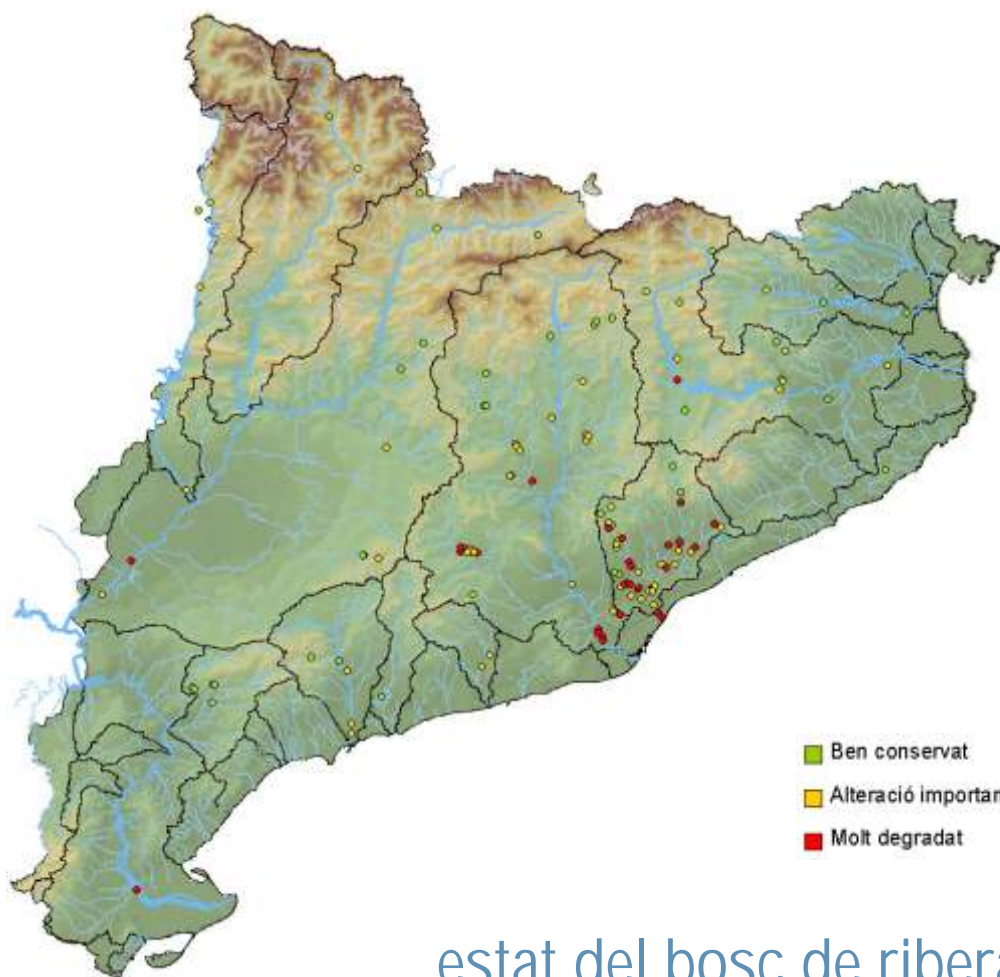 Ben conservat
Alteració importan
Molt degradat
estat del bosc de ribera